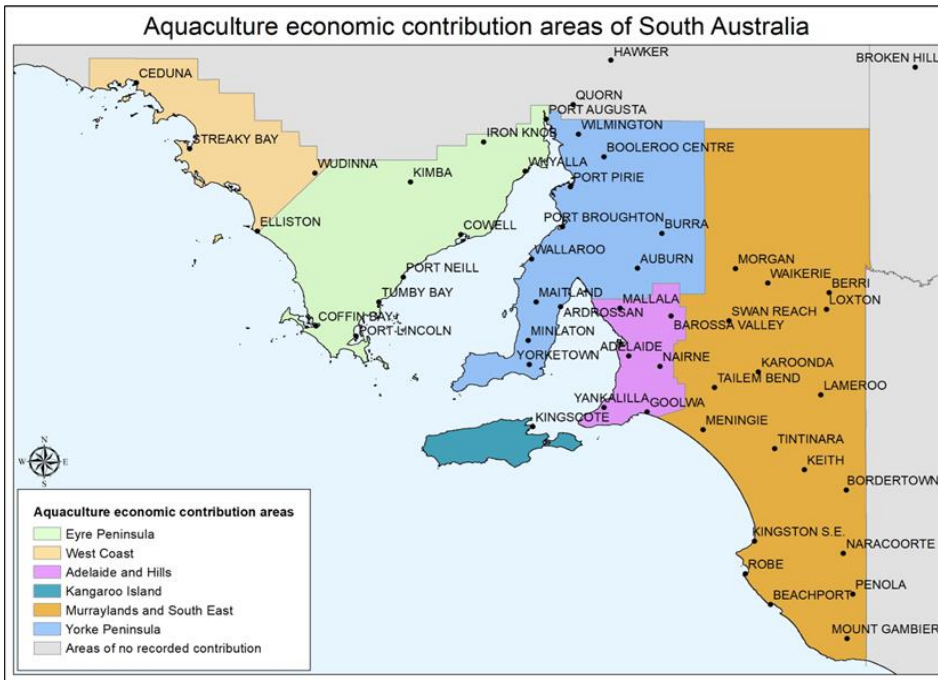 Aquaculture economic contribution areas of South Australia
HAWKER
BROKEN HILL
CEDUNA
QUORN
PORT AUGUSTA
WILMINGTON
IRON KNOB
STREAKY BAY
BOOLEROO CENTRE
WUDINNA
WHYALLA
KIMBA
PORT PIRIE
ELLISTON
PORT BROUGHTON
COWELL
BURRA
WALLAROO
AUBURN
MORGAN
PORT NEILL
WAIKERIE
BERRI
TUMBY BAY
MAITLAND
MALLALA
LOXTON
ARDROSSAN
COFFIN BAY
SWAN REACH
BAROSSA VALLEY
PORT LINCOLN
MINLATON
ADELAIDE
YORKETOWN
NAIRNE
KAROONDA
TAILEM BEND
LAMEROO
YANKALILLA
GOOLWA
KINGSCOTE
MENINGIE
TINTINARA
N
W E
S
KEITH
BORDERTOWN
Aquaculture economic contribution areas
Eyre Peninsula
West Coast
Adelaide and Hills
Kangaroo Island
Murraylands and South East
Yorke Peninsula
Areas of no recorded contribution
KINGSTON S.E.
NARACOORTE
ROBE
PENOLA
BEACHPORT
MOUNT GAMBIER